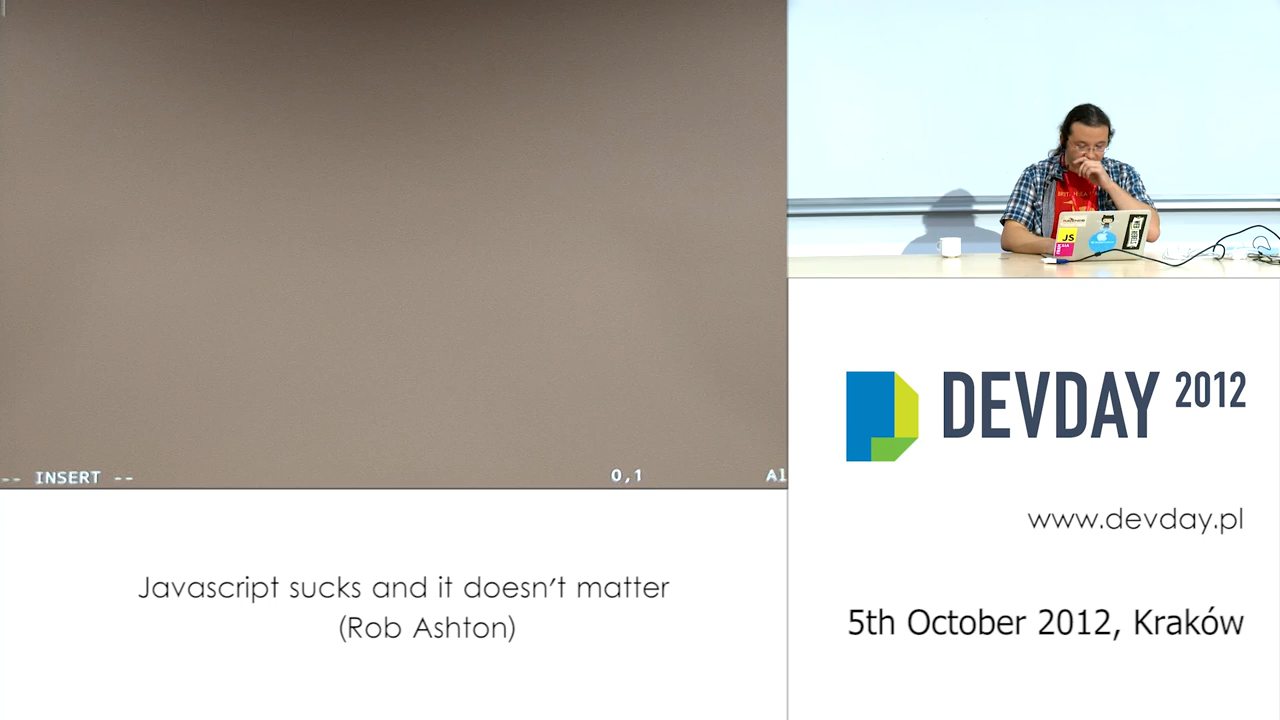 -- INSERT --
0,1
Al
JS
DEVDAY 2012
www.devday.pl
Javascript sucks and it doesn't matter
(Rob Ashton)
5th October 2012, Kraków